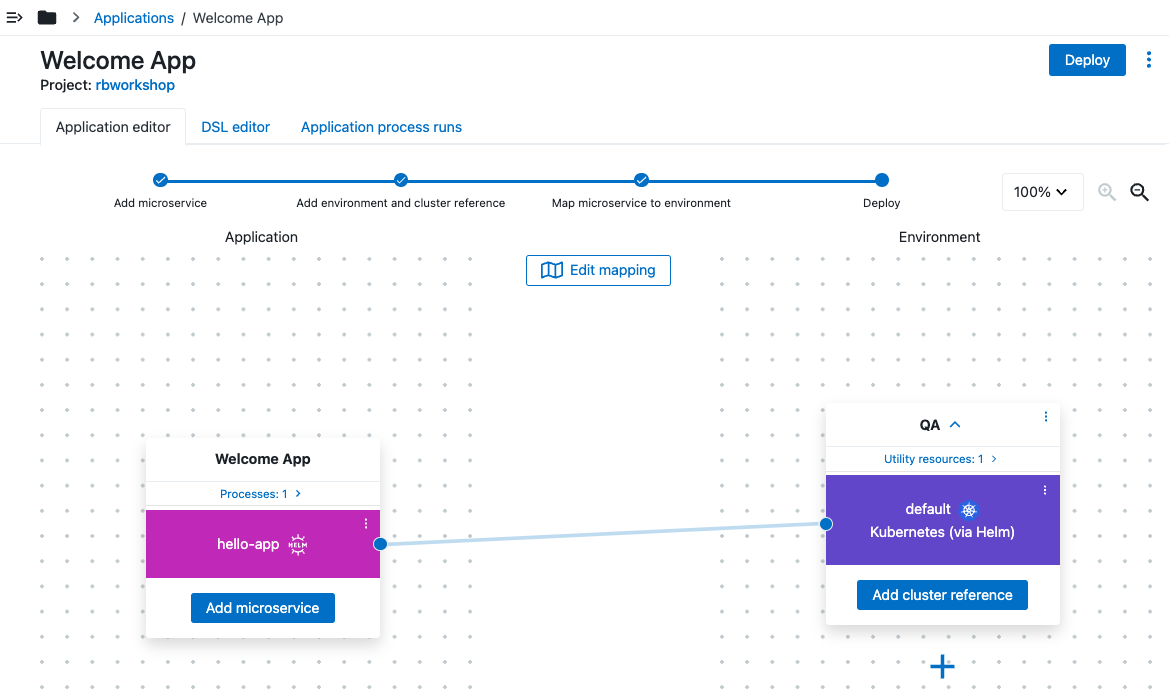 Applications / Welcome App
Welcome App
Deploy
Project: rbworkshop
Application editor
DSL editor
Application process runs
Add microservice
Add environment and cluster reference
Map microservice to environment
Deploy
100%
Application
Environment
Edit mapping
QA
Utility resources: 1
default
Kubernetes (via Helm)
Add cluster reference
Welcome App
Processes: 1
hello-app
HELM
Add microservice